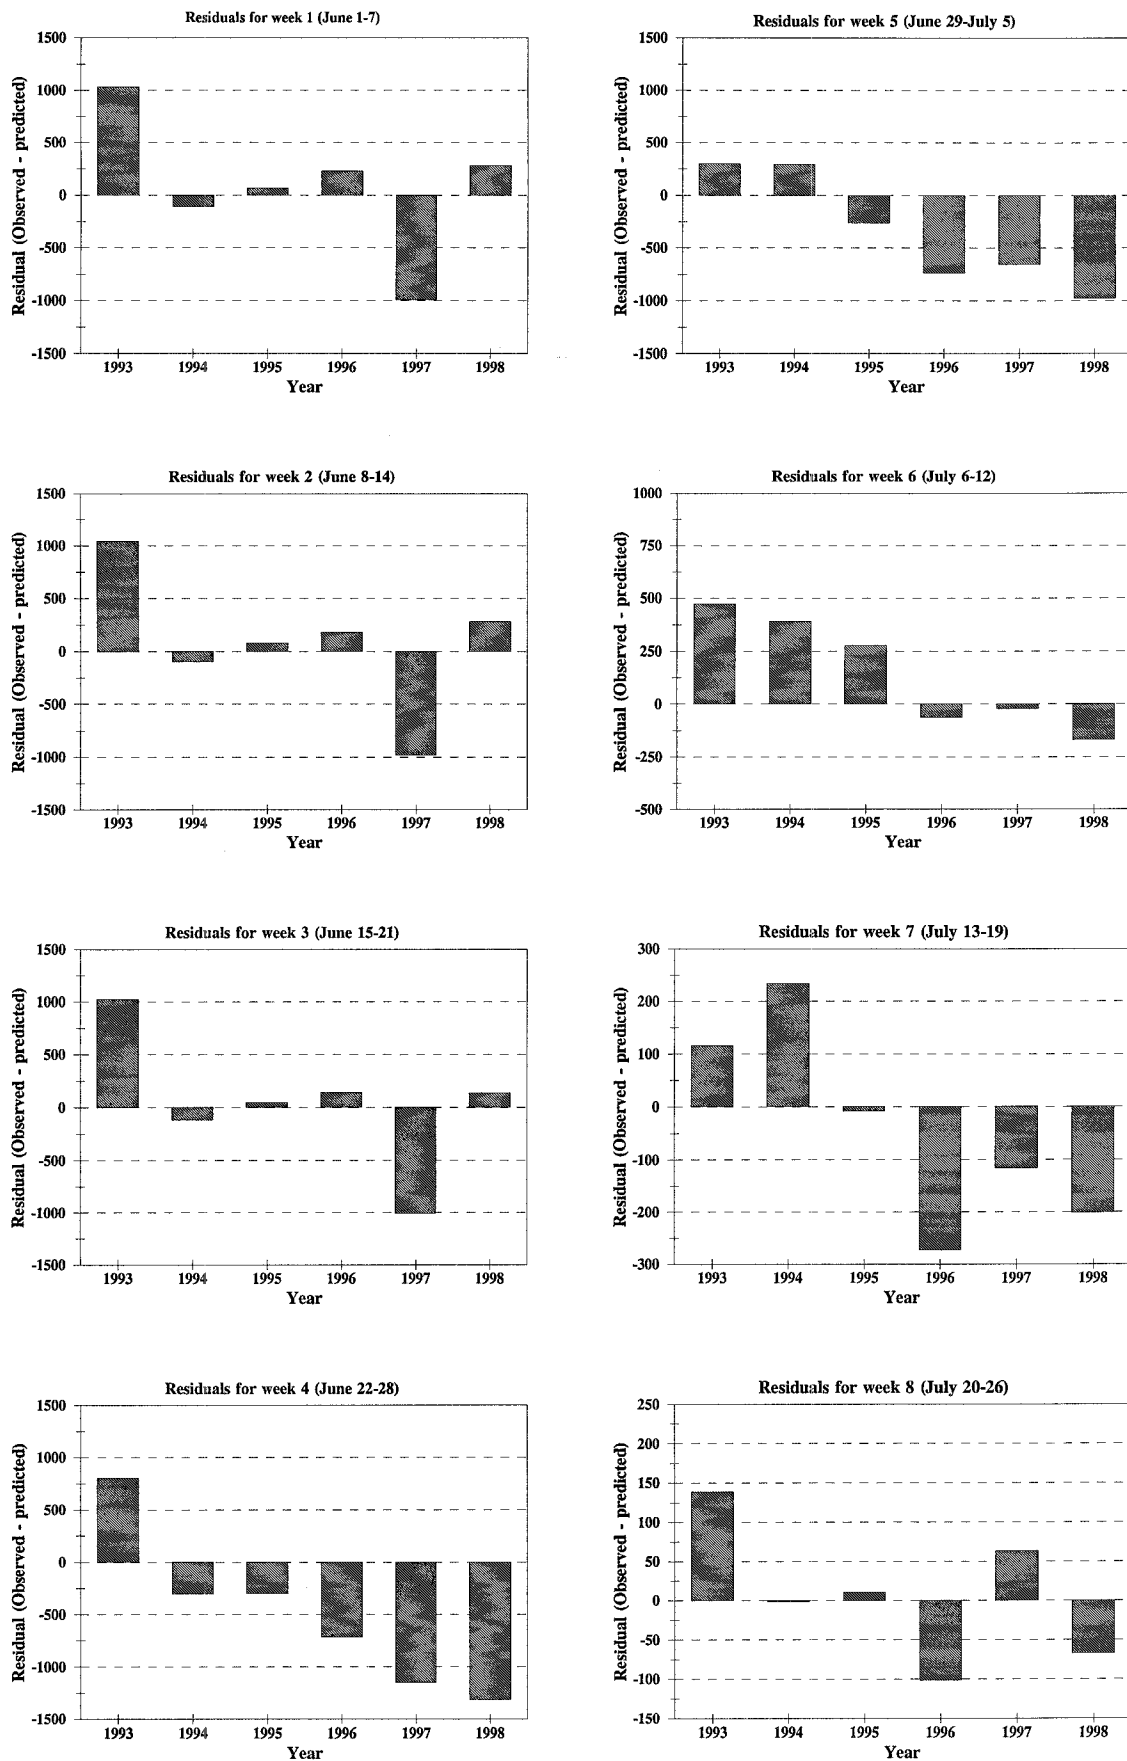 Residuals for week 1 (June 1-7)
Residual (Observed - predicted)
1500
1000
500
0
-500
-1000
-1500
1993 1994 1995 1996 1997 1998
Year
Residuals for week 5 (June 29-July 5)
Residual (Observed - predicted)
1500
1000
500
0
-500
-1000
-1500
1993 1994 1995 1996 1997 1998
Year
Residuals for week 2 (June 8-14)
Residual (Observed - predicted)
1500
1000
500
0
-500
-1000
-1500
1993 1994 1995 1996 1997 1998
Year
Residuals for week 6 (July 6-12)
Residual (Observed - predicted)
1000
750
500
250
0
-250
-500
1993 1994 1995 1996 1997 1998
Year
Residuals for week 3 (June 15-21)
Residual (Observed - predicted)
1500
1000
500
0
-500
-1000
-1500
1993 1994 1995 1996 1997 1998
Year
Residuals for week 7 (July 13-19)
Residual (Observed - predicted)
300
200
100
0
-100
-200
-300
1993 1994 1995 1996 1997 1998
Year
Residuals for week 4 (June 22-28)
Residual (Observed - predicted)
1500
1000
500
0
-500
-1000
-1500
1993 1994 1995 1996 1997 1998
Year
Residuals for week 8 (July 20-26)
Residual (Observed - predicted)
250
200
150
100
50
0
-50
-100
-150
1993 1994 1995 1996 1997 1998
Year